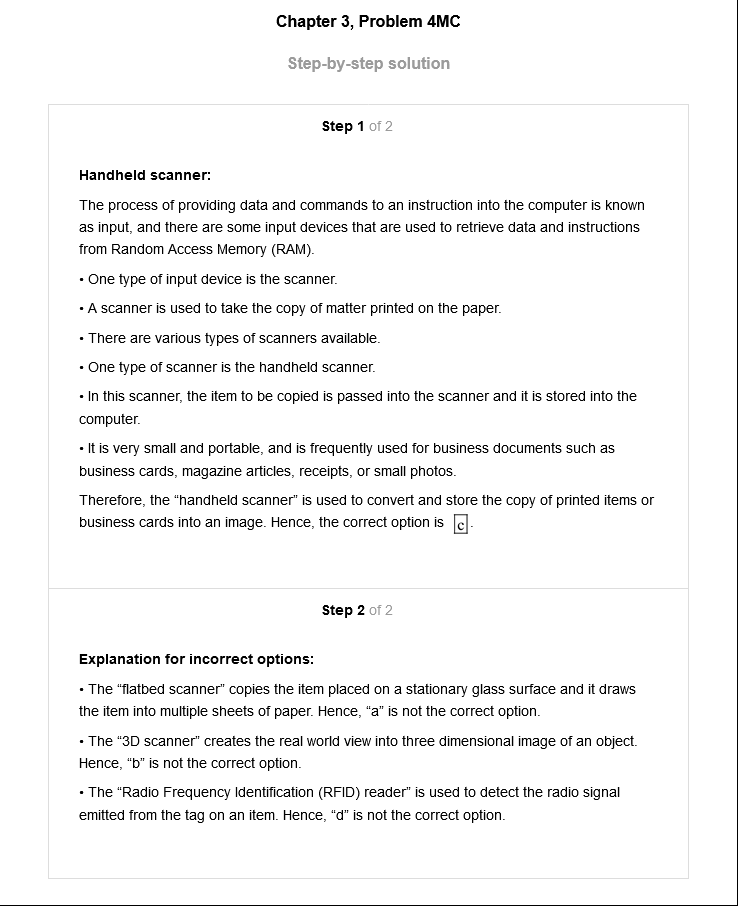 Chapter 3, Problem 4MC
Step-by-step solution
Step 1 of 2
Handheld scanner:
The process of providing data and commands to an instruction into the computer is known
as input, and there are some input devices that are used to retrieve data and instructions
from Random Access Memory (RAM).
• One type of input device is the scanner.
• A scanner is used to take the copy of matter printed on the paper.
• There are various types of scanners available.
• One type of scanner is the handheld scanner.
• In this scanner, the item to be copied is passed into the scanner and it is stored into the
computer.
• It is very small and portable, and is frequently used for business documents such as
business cards, magazine articles, receipts, or small photos.
Therefore, the “handheld scanner” is used to convert and store the copy of printed items or
business cards into an image. Hence, the correct option is c.
Step 2 of 2
Explanation for incorrect options:
• The “flatbed scanner” copies the item placed on a stationary glass surface and it draws
the item into multiple sheets of paper. Hence, “a” is not the correct option.
• The “3D scanner” creates the real world view into three dimensional image of an object.
Hence, “b” is not the correct option.
• The “Radio Frequency Identification (RFID) reader” is used to detect the radio signal
emitted from the tag on an item. Hence, “d” is not the correct option.